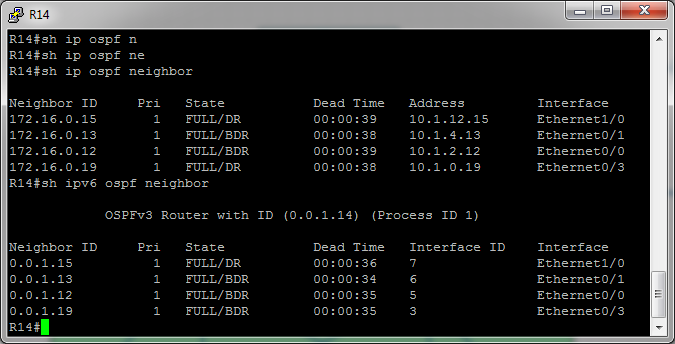 R14
R14#sh ip ospf n
R14#sh ip ospf ne
R14#sh ip ospf neighbor
Neighbor ID     Pri   State           Dead Time   Address         Interface
172.16.0.15       1   FULL/DR         00:00:39    10.1.12.15      Ethernet1/0
172.16.0.13       1   FULL/BDR        00:00:38    10.1.4.13       Ethernet0/1
172.16.0.12       1   FULL/BDR        00:00:39    10.1.2.12       Ethernet0/0
172.16.0.19       1   FULL/DR         00:00:38    10.1.0.19       Ethernet0/3
R14#sh ipv6 ospf neighbor
OSPFv3 Router with ID (0.0.1.14) (Process ID 1)
Neighbor ID     Pri   State           Dead Time   Interface ID    Interface
0.0.1.15          1   FULL/DR         00:00:36    7               Ethernet1/0
0.0.1.13          1   FULL/BDR        00:00:34    6               Ethernet0/1
0.0.1.12          1   FULL/BDR        00:00:35    5               Ethernet0/0
0.0.1.19          1   FULL/DR         00:00:35    3               Ethernet0/3
R14#